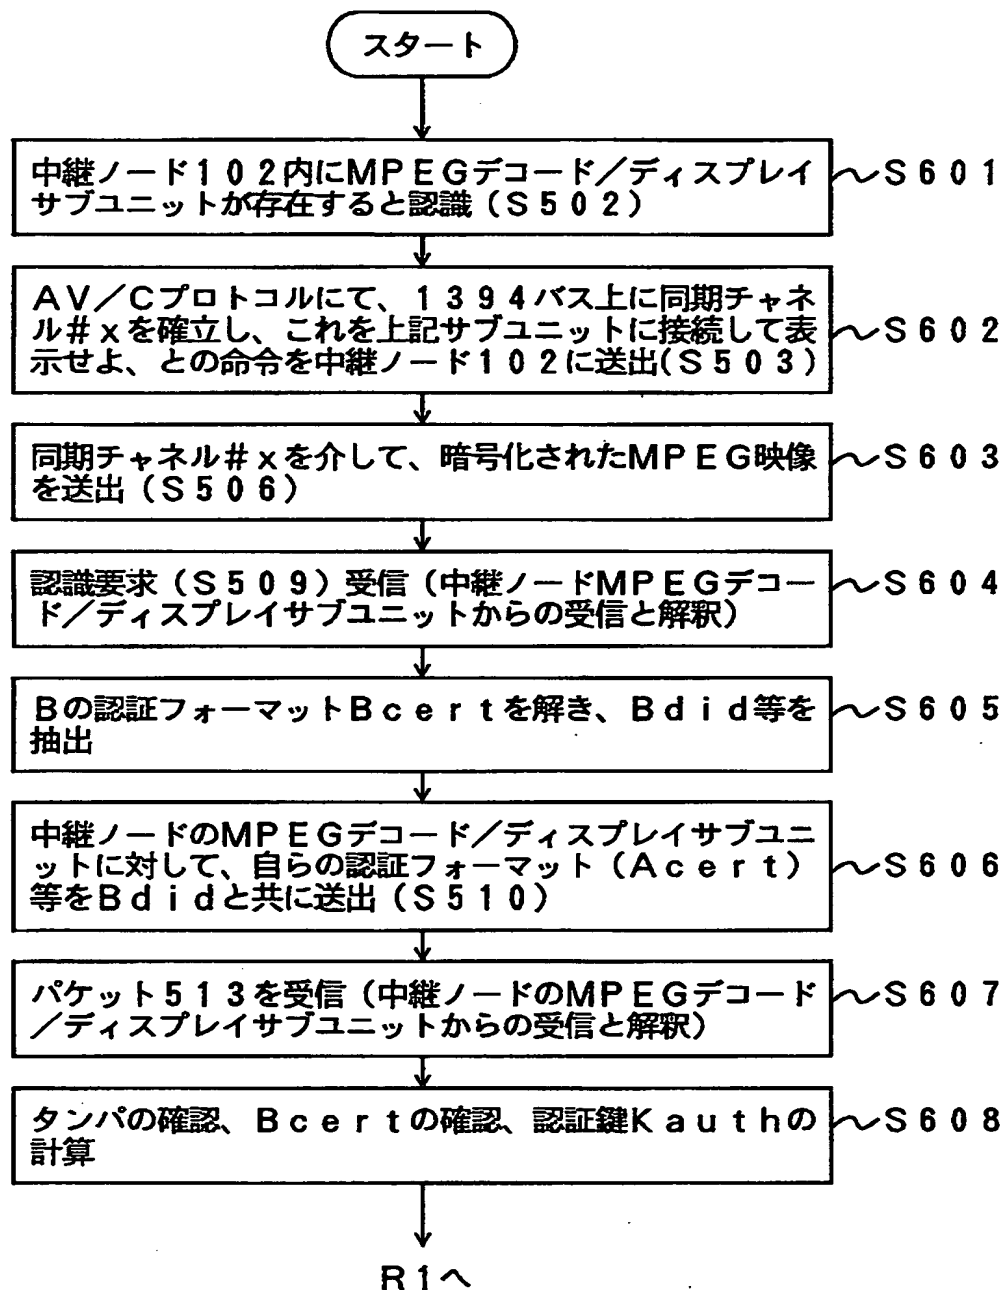 スタート
中継ノード102内にMPEGデコード／ディスプレイ
サブユニットが存在すると認識（S502）
～S601
AV／Cプロトコルにて、1394バス上に同期チャネ
ル#xを確立し、これを上記サブユニットに接続して表
示せよ、との命令を中継ノード102に送出(S503)
～S602
同期チャネル#xを介して、暗号化されたMPEG映像
を送出（S506）
～S603
認識要求（S509）受信（中継ノードMPEGデコー
ド／ディスプレイサブユニットからの受信と解釈）
～S604
Bの認証フォーマットBcertを解き、Bdid等を
抽出
～S605
中継ノードのMPEGデコード／ディスプレイサブユニ
ットに対して、自らの認証フォーマット（Acert）
等をBdidと共に送出（S510）
～S606
パケット513を受信（中継ノードのMPEGデコード
／ディスプレイサブユニットからの受信と解釈）
～S607
タンパの確認、Bcertの確認、認証鍵Kauthの
計算
～S608
R1へ